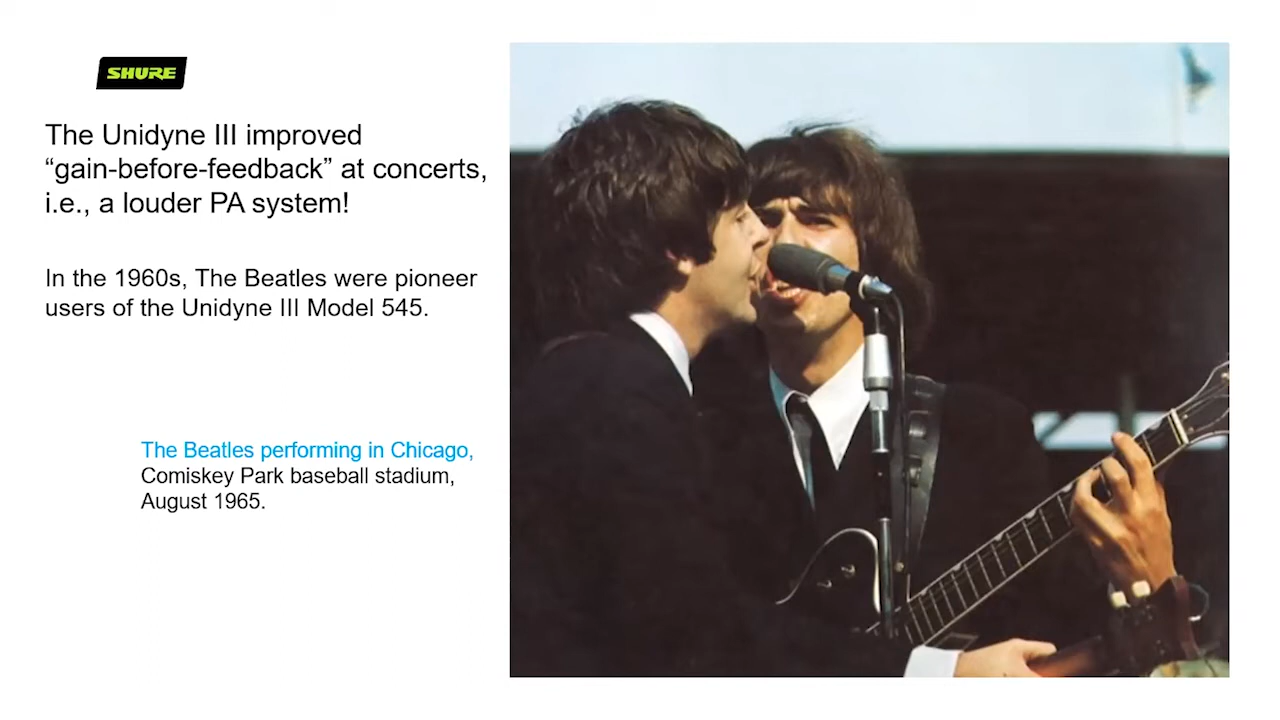 SHURE
The Unidyne III improved
“gain-before-feedback” at concerts,
i.e., a louder PA system!
In the 1960s, The Beatles were pioneer
users of the Unidyne III Model 545.
The Beatles performing in Chicago,
Comiskey Park baseball stadium,
August 1965.